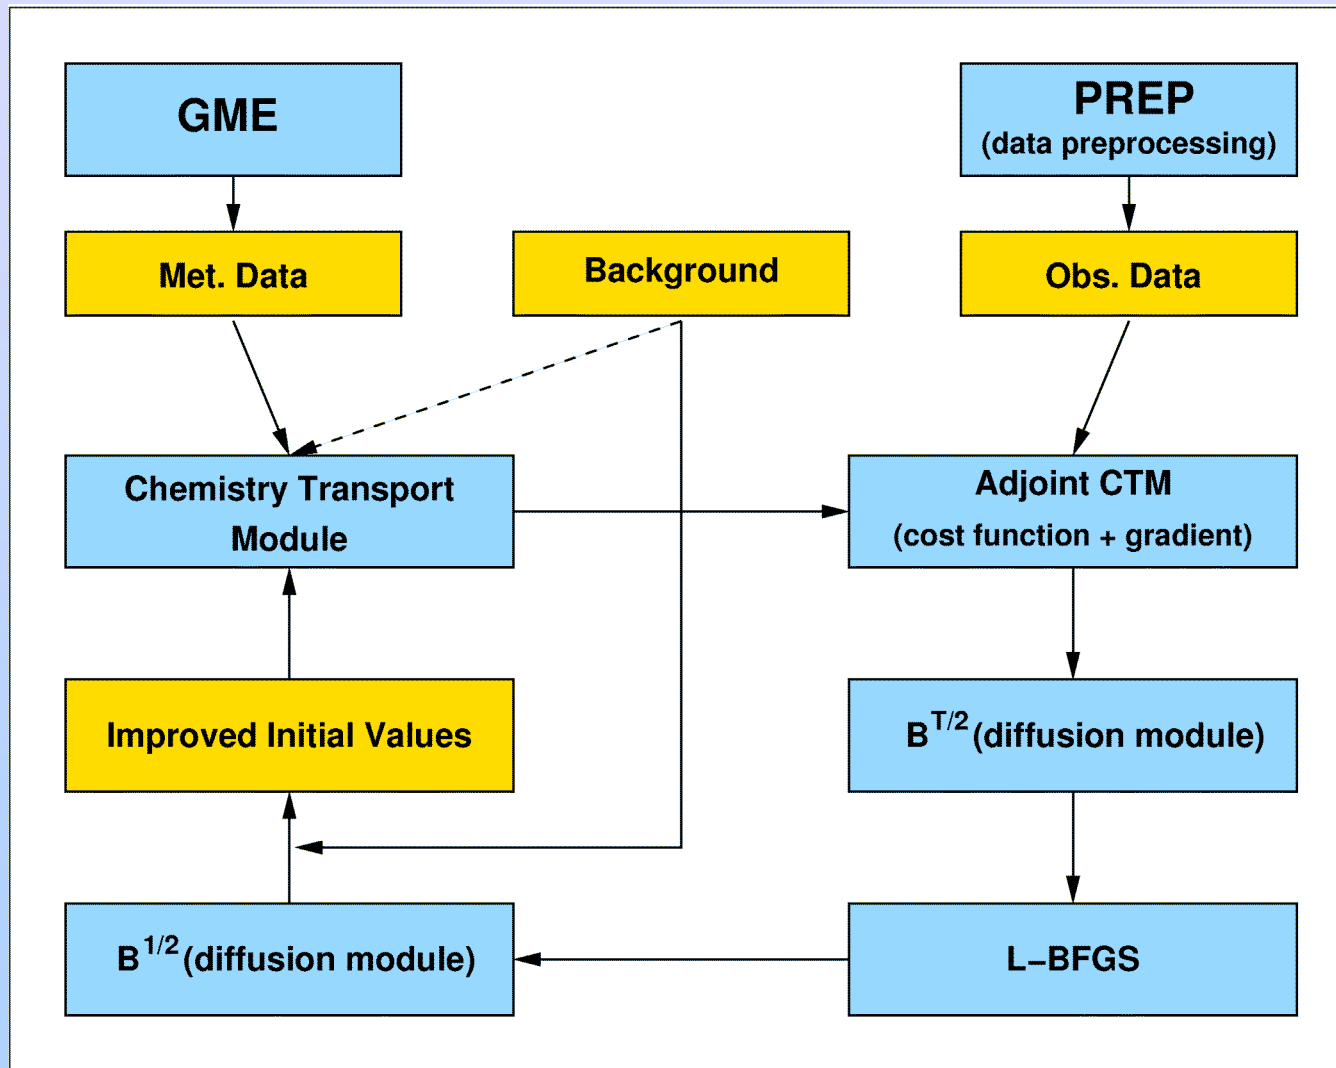 GME
PREP
(data preprocessing)
Met. Data
Background
Obs. Data
Chemistry Transport
Module
Adjoint CTM
(cost function + gradient)
Improved Initial Values
B^T/2 (diffusion module)
B^1/2 (diffusion module)
L−BFGS